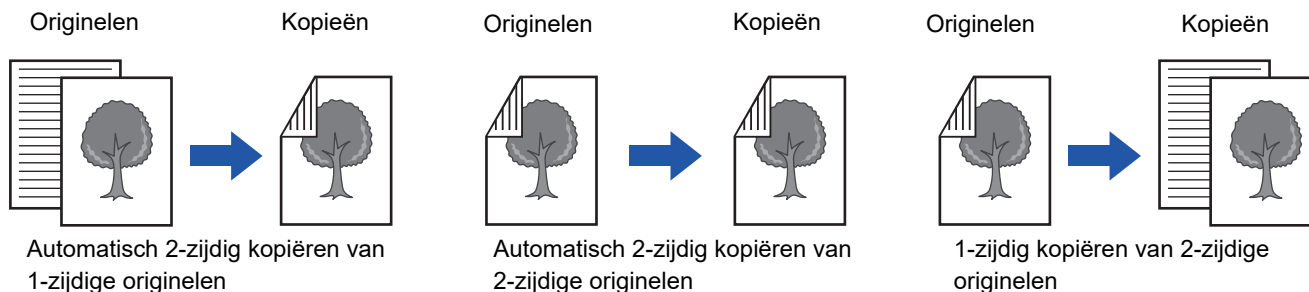 Originelen
Kopieën
Originelen
Kopieën
Originelen
Kopieën
Automatisch 2-zijdig kopiëren van
1-zijdige originelen
Automatisch 2-zijdig kopiëren van
2-zijdige originelen
1-zijdig kopiëren van 2-zijdige
originelen